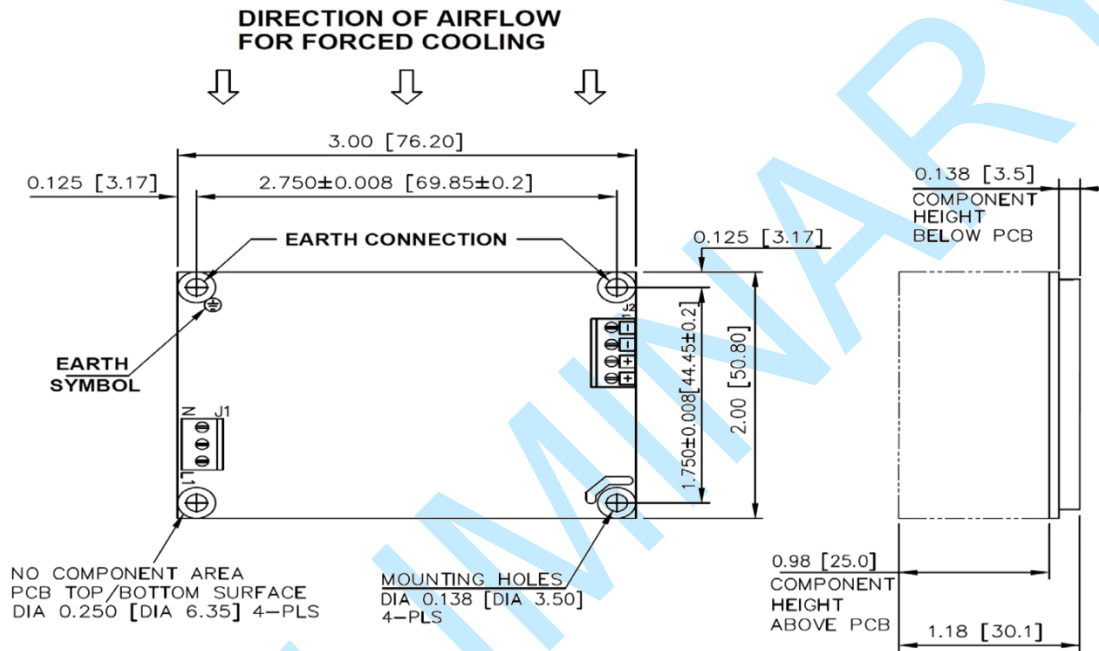 DIRECTION OF AIRFLOW
FOR FORCED COOLING
3.00 [76.20]
0.125 [3.17]
2.750±0.008 [69.85±0.2]
0.138 [3.5]
COMPONENT
HEIGHT
BELOW PCB
EARTH CONNECTION
0.125 [3.17]
J2
1
-
-
+
+
EARTH
SYMBOL
1.750±0.008[44.45±0.2]
2.00 [50.80]
N
J1
L1
NO COMPONENT AREA
PCB TOP/BOTTOM SURFACE
DIA 0.250 [DIA 6.35] 4-PLS
MOUNTING HOLES
DIA 0.138 [DIA 3.50]
4-PLS
0.98 [25.0]
COMPONENT
HEIGHT
ABOVE PCB
1.18 [30.1]
IMINARY